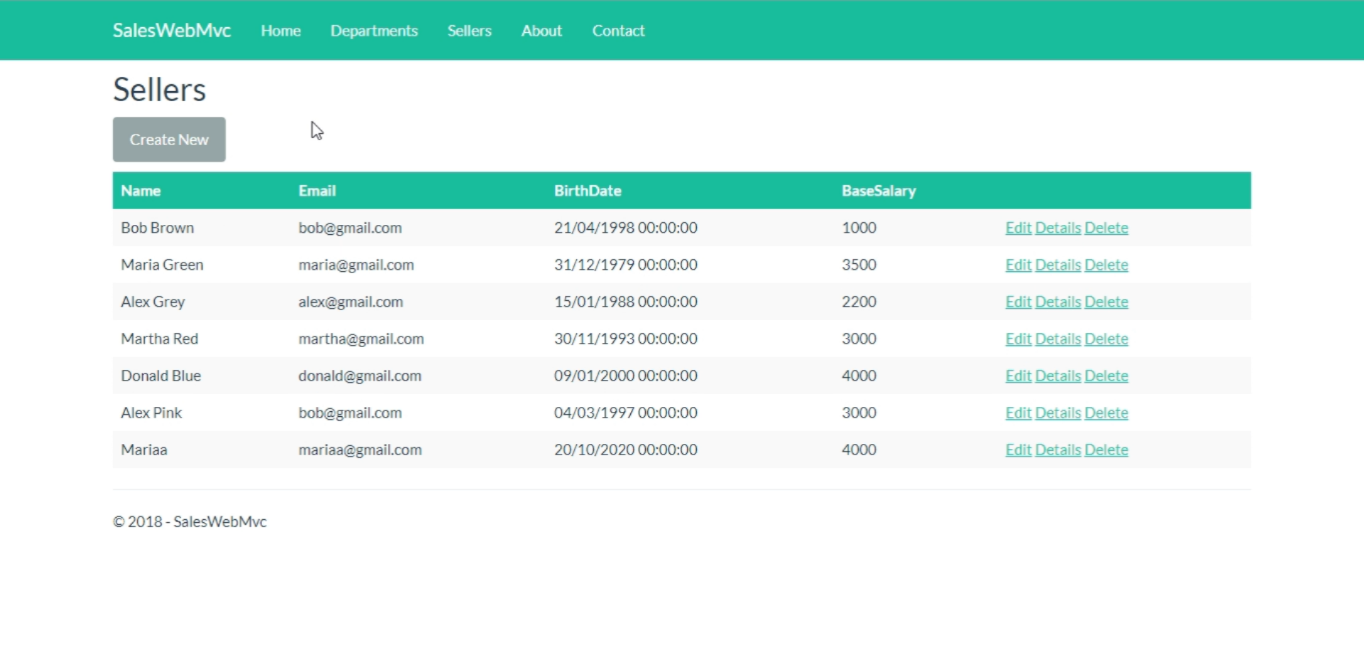 SalesWebMvc Home Departments Sellers About Contact
Sellers
Create New
Name Email BirthDate BaseSalary
Bob Brown bob@gmail.com 21/04/1998 00:00:00 1000 Edit Details Delete
Maria Green maria@gmail.com 31/12/1979 00:00:00 3500 Edit Details Delete
Alex Grey alex@gmail.com 15/01/1988 00:00:00 2200 Edit Details Delete
Martha Red martha@gmail.com 30/11/1993 00:00:00 3000 Edit Details Delete
Donald Blue donald@gmail.com 09/01/2000 00:00:00 4000 Edit Details Delete
Alex Pink bob@gmail.com 04/03/1997 00:00:00 3000 Edit Details Delete
Mariaa mariaa@gmail.com 20/10/2020 00:00:00 4000 Edit Details Delete
© 2018 - SalesWebMvc